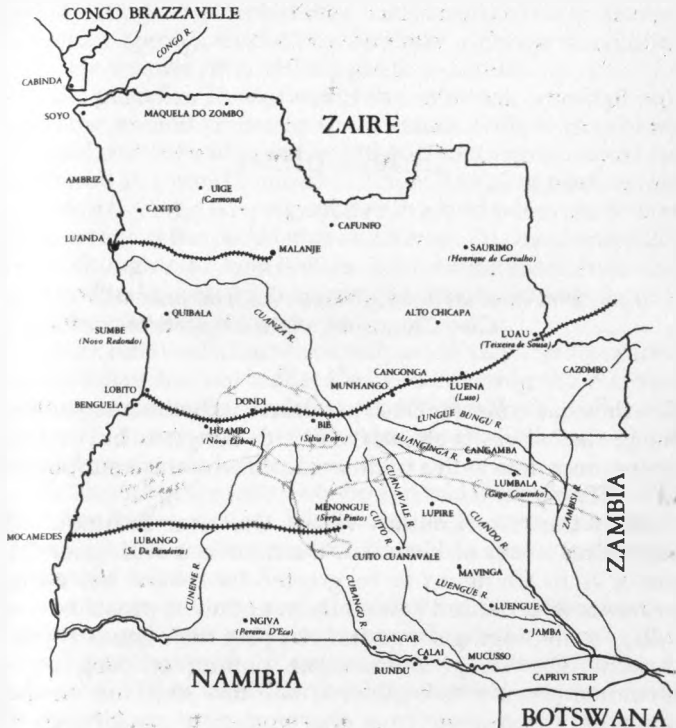 CONGO BRAZZAVILLE
CONGO R.
CABINDA
SOYO
MAQUELA DO ZOMBO
ZAIRE
AMBRIZ
UIGE
(Carmona)
CAXITO
CAFUNFO
LUANDA
MALANJE
SAURIMO
(Henrique de Carvalho)
QUIBALA
CUANZA R.
ALTO CHICAPA
SUMBE
(Novo Redondo)
LUAU
(Teixeira de Sousa)
CANGONGA
CAZOMBO
MUNHANGO
LUENA
(Luso)
LOBITO
BENGUELA
DONDI
LUNGUE BUNGU R.
HUAMBO
(Nova Lisboa)
BIE
(Silva Porto)
LUANGINGA R.
CANGAMBA
LUMBALA
(Gago Coutinho)
ZAMBIA
ZAMBESI R.
MENONGUE
(Serpa Pinto)
CUANAVALE R.
CUITO R.
LUPIRE
CUANDO R.
MOCAMEDES
LUBANGO
(Sa Da Bandeira)
CUITO CUANAVALE
MAVINGA
CUNENE R.
CUBANGO R.
LUENGUE R.
LUENGUE
NGIVA
(Pereira D'Eca)
CUANGAR
CALAI
JAMBA
RUNDU
MUCUSSO
NAMIBIA
CAPRIVI STRIP
BOTSWANA